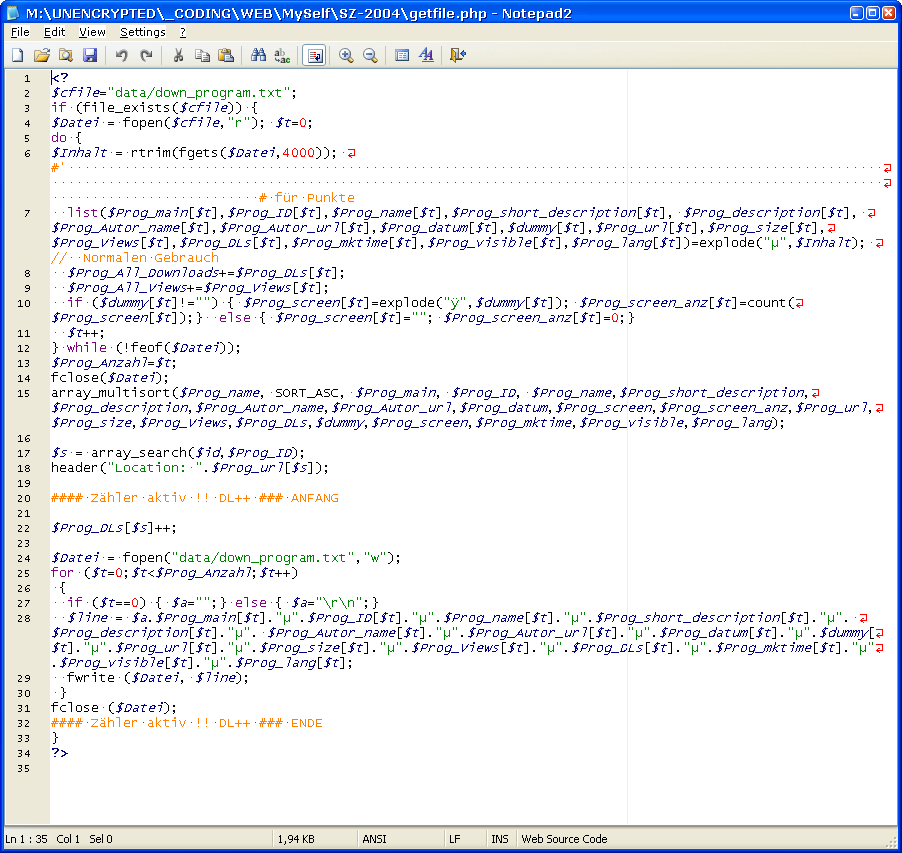 M:\UNENCRYPTED\_CODING\WEB\MySelf\SZ-2004\getfile.php - Notepad2
File Edit View Settings ?
1 <?
2 $cfile="data/down_program.txt";
3 if (file_exists($cfile)) {
4 $Datei = fopen($cfile,"r"); $t=0;
5 do {
6 $Inhalt = rtrim(fgets($Datei,4000));
#'
# für Punkte
7 list($Prog_main[$t],$Prog_ID[$t],$Prog_name[$t],$Prog_short_description[$t], $Prog_description[$t],
$Prog_Autor_name[$t],$Prog_Autor_url[$t],$Prog_datum[$t],$dummy[$t],$Prog_url[$t],$Prog_size[$t],
$Prog_Views[$t],$Prog_DLs[$t],$Prog_mktime[$t],$Prog_visible[$t],$Prog_lang[$t])=explode("µ",$Inhalt);
// Normalen Gebrauch
8 $Prog_All_Downloads+=$Prog_DLs[$t];
9 $Prog_All_Views+=$Prog_Views[$t];
10 if ($dummy[$t]!="") { $Prog_screen[$t]=explode("ÿ",$dummy[$t]); $Prog_screen_anz[$t]=count(
$Prog_screen[$t]);} else { $Prog_screen[$t]=""; $Prog_screen_anz[$t]=0;}
11 $t++;
12 } while (!feof($Datei));
13 $Prog_Anzahl=$t;
14 fclose($Datei);
15 array_multisort($Prog_name, SORT_ASC, $Prog_main, $Prog_ID, $Prog_name,$Prog_short_description,
$Prog_description,$Prog_Autor_name,$Prog_Autor_url,$Prog_datum,$Prog_screen,$Prog_screen_anz,$Prog_url,
$Prog_size,$Prog_Views,$Prog_DLs,$dummy,$Prog_screen,$Prog_mktime,$Prog_visible,$Prog_lang);
16
17 $s = array_search($id,$Prog_ID);
18 header("Location: ".$Prog_url[$s]);
19
20 #### Zähler aktiv !! DL++ ### ANFANG
21
22 $Prog_DLs[$s]++;
23
24 $Datei = fopen("data/down_program.txt","w");
25 for ($t=0;$t<$Prog_Anzahl;$t++)
26 {
27 if ($t==0) { $a="";} else { $a="\r\n";}
28 $line = $a.$Prog_main[$t]."µ".$Prog_ID[$t]."µ".$Prog_name[$t]."µ".$Prog_short_description[$t]."µ".
$Prog_description[$t]."µ". $Prog_Autor_name[$t]."µ".$Prog_Autor_url[$t]."µ".$Prog_datum[$t]."µ".$dummy[
$t]."µ".$Prog_url[$t]."µ".$Prog_size[$t]."µ".$Prog_Views[$t]."µ".$Prog_DLs[$t]."µ".$Prog_mktime[$t]."µ"
.$Prog_visible[$t]."µ".$Prog_lang[$t];
29 fwrite ($Datei, $line);
30 }
31 fclose ($Datei);
32 #### Zähler aktiv !! DL++ ### ENDE
33 }
34 ?>
35
Ln 1 : 35 Col 1 Sel 0 1,94 KB ANSI LF INS Web Source Code